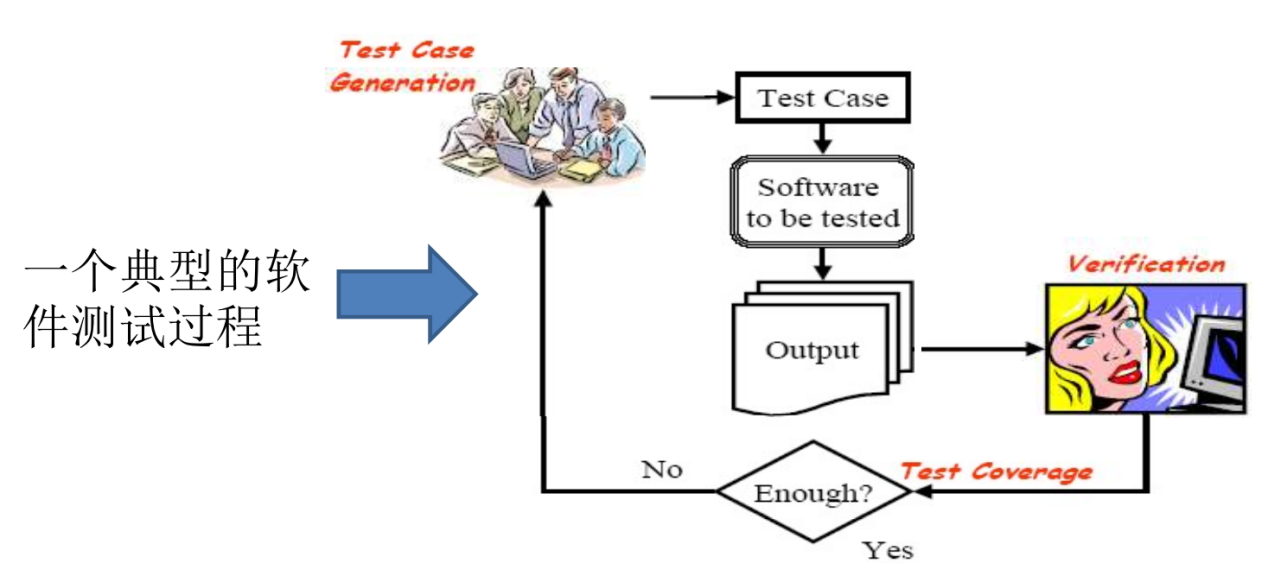 Test Case
Generation
Test Case
Software
to be tested
一个典型的软
件测试过程
Verification
Output
No
Enough?
Test Coverage
Yes